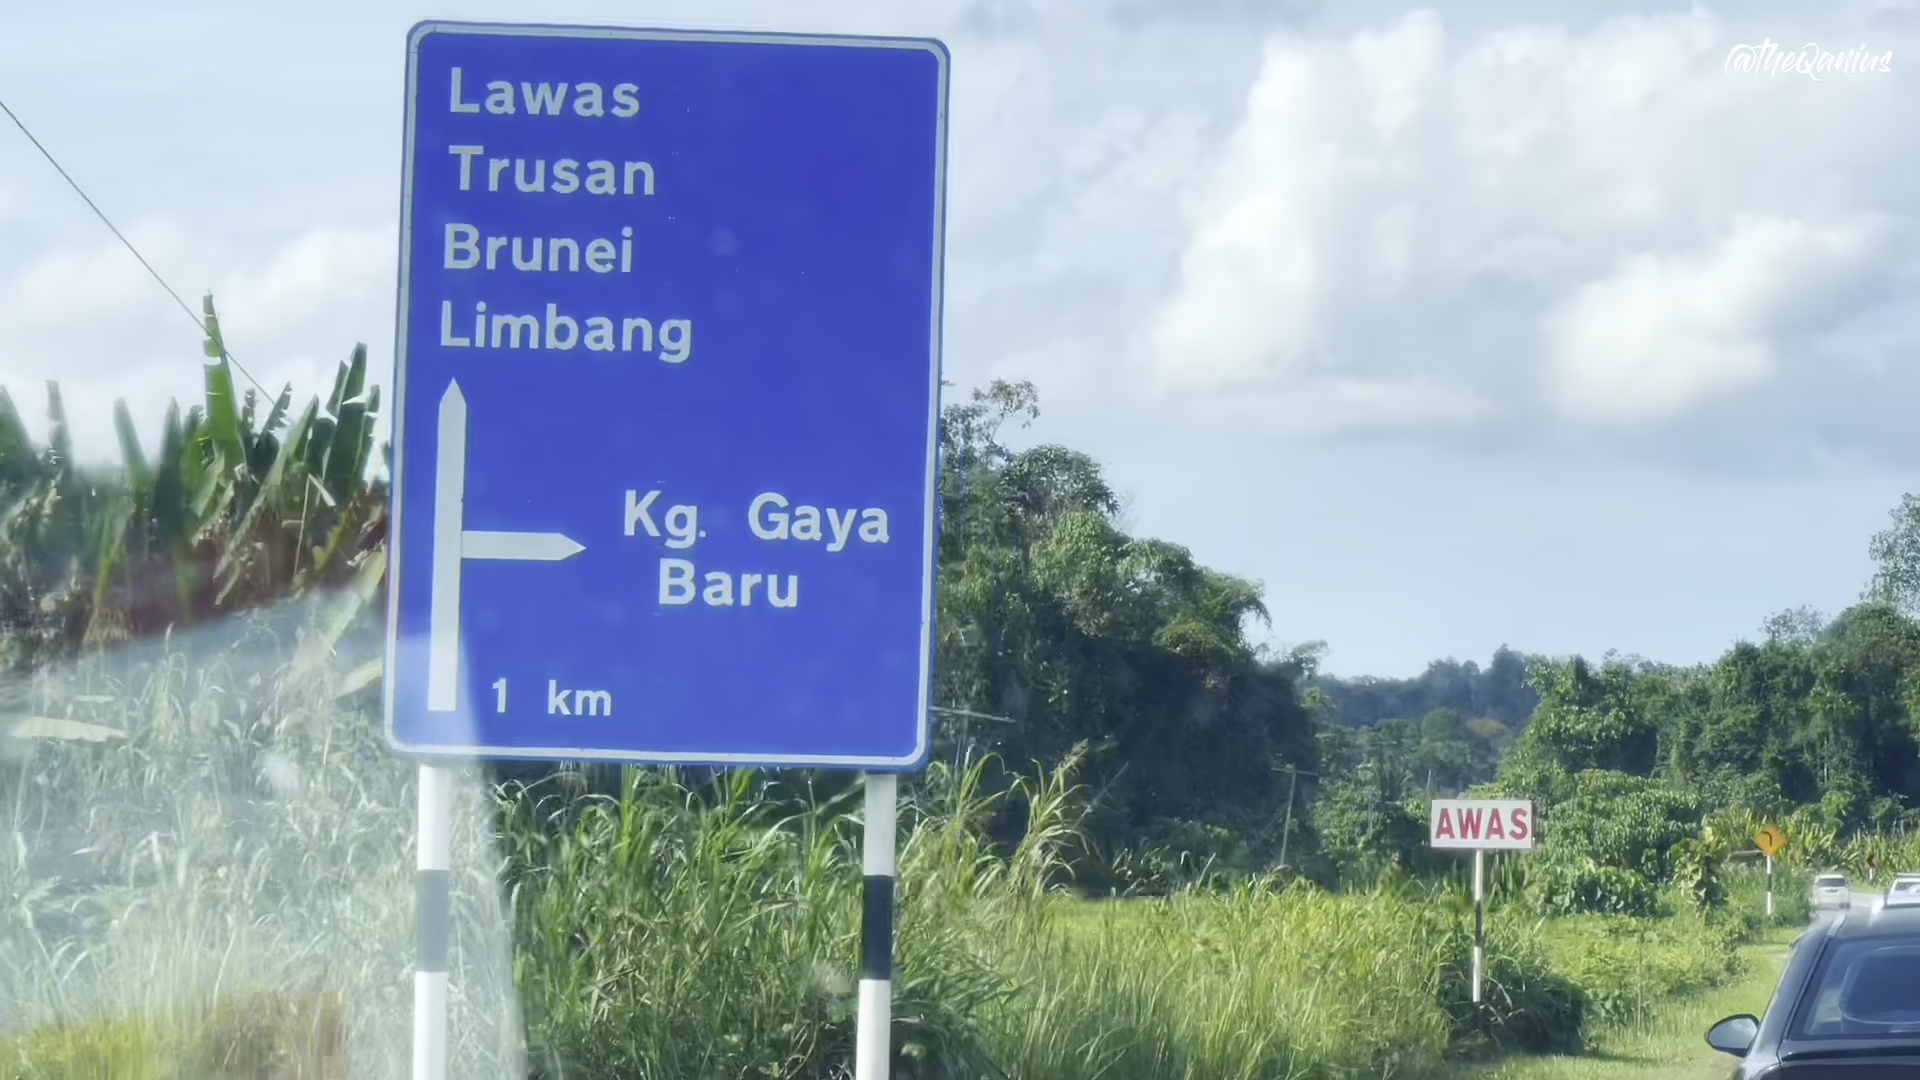 @theQanius
Lawas
Trusan
Brunei
Limbang
Kg. Gaya
Baru
1 km
AWAS